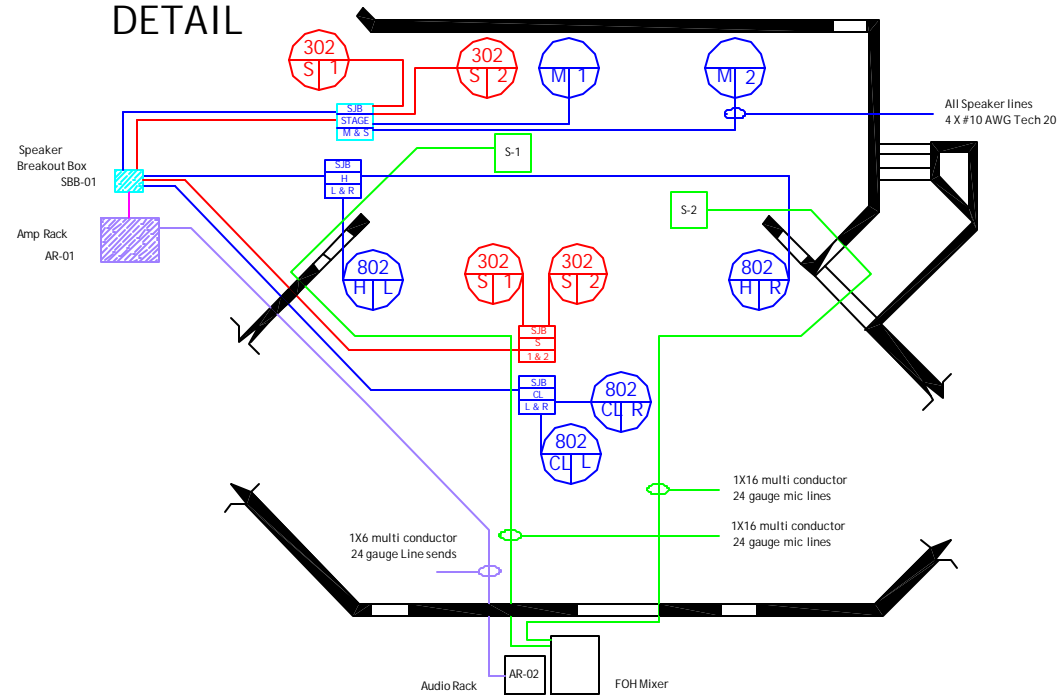 DETAIL
302
S 1
302
S 2
M 1
M 2
SJB
STAGE
M & S
All Speaker lines
4 X #10 AWG Tech 20
Speaker
Breakout Box
SBB-01
SJB
H
L & R
S-1
S-2
Amp Rack
AR-01
802
H L
302
S 1
302
S 2
802
H R
SJB
S
1 & 2
SJB
CL
L & R
802
CL R
802
CL L
1X16 multi conductor
24 gauge mic lines
1X16 multi conductor
24 gauge mic lines
1X6 multi conductor
24 gauge Line sends
AR-02
Audio Rack
FOH Mixer